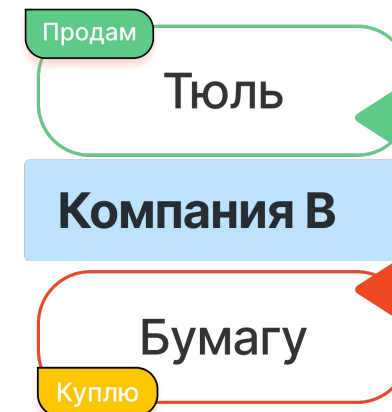 Продам
Тюль
Компания В
Бумагу
Куплю